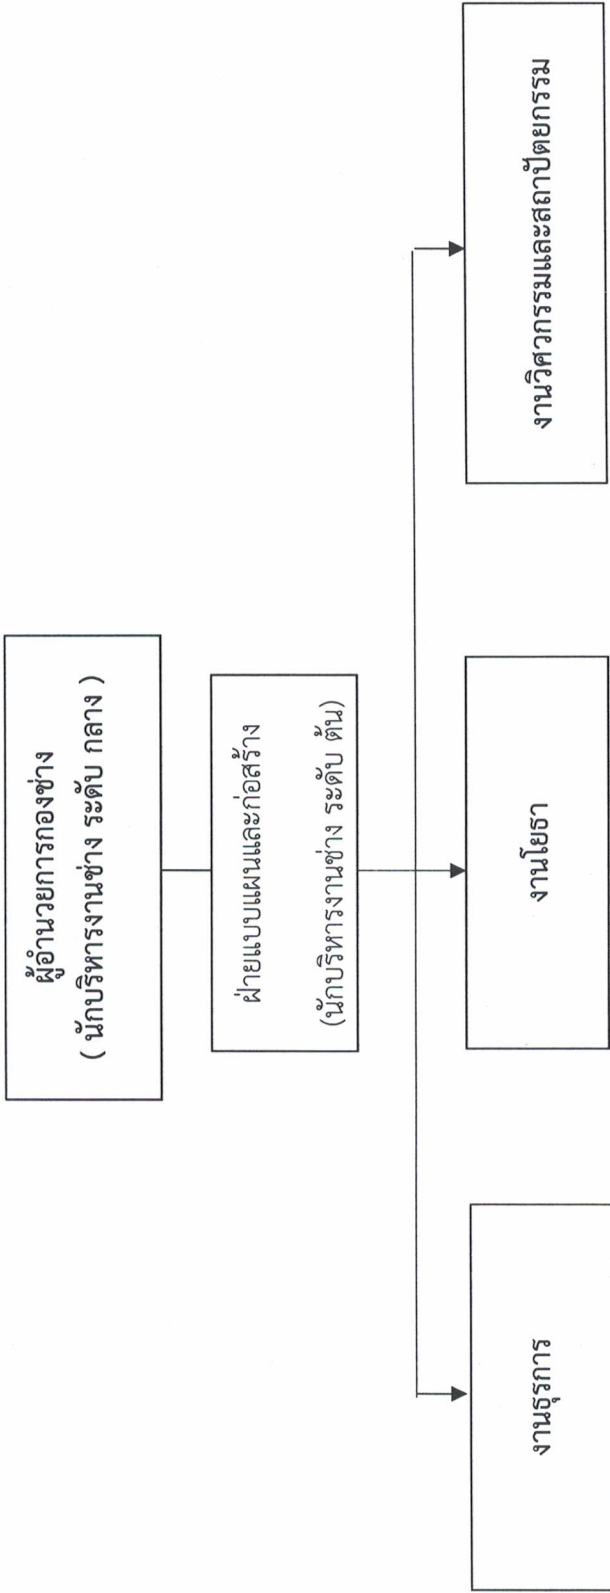 ผู้อำนวยการกองช่าง
( นักบริหารงานช่าง ระดับ กลาง )
ฝ่ายแบบแผนและก่อสร้าง
(นักบริหารงานช่าง ระดับ ต้น)
งานธุรการ
งานโยธา
งานวิศวกรรมและสถาปัตยกรรม